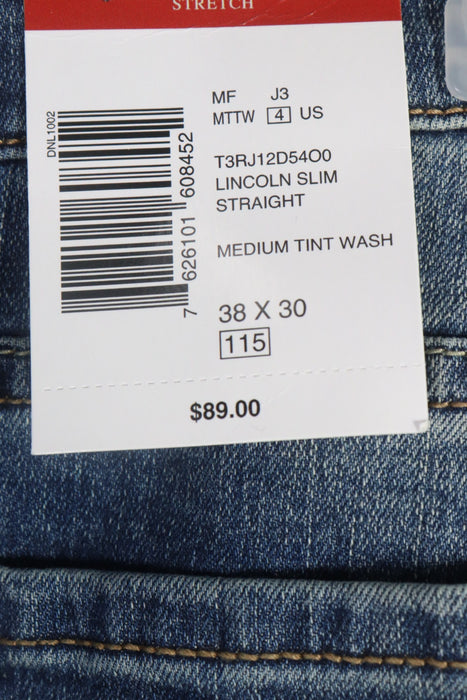 STRETCH
MF J3
MTTW 4 US
DNL1002
7 626101 608452
T3RJ12D54O0
LINCOLN SLIM
STRAIGHT
MEDIUM TINT WASH
38 X 30
115
$89.00